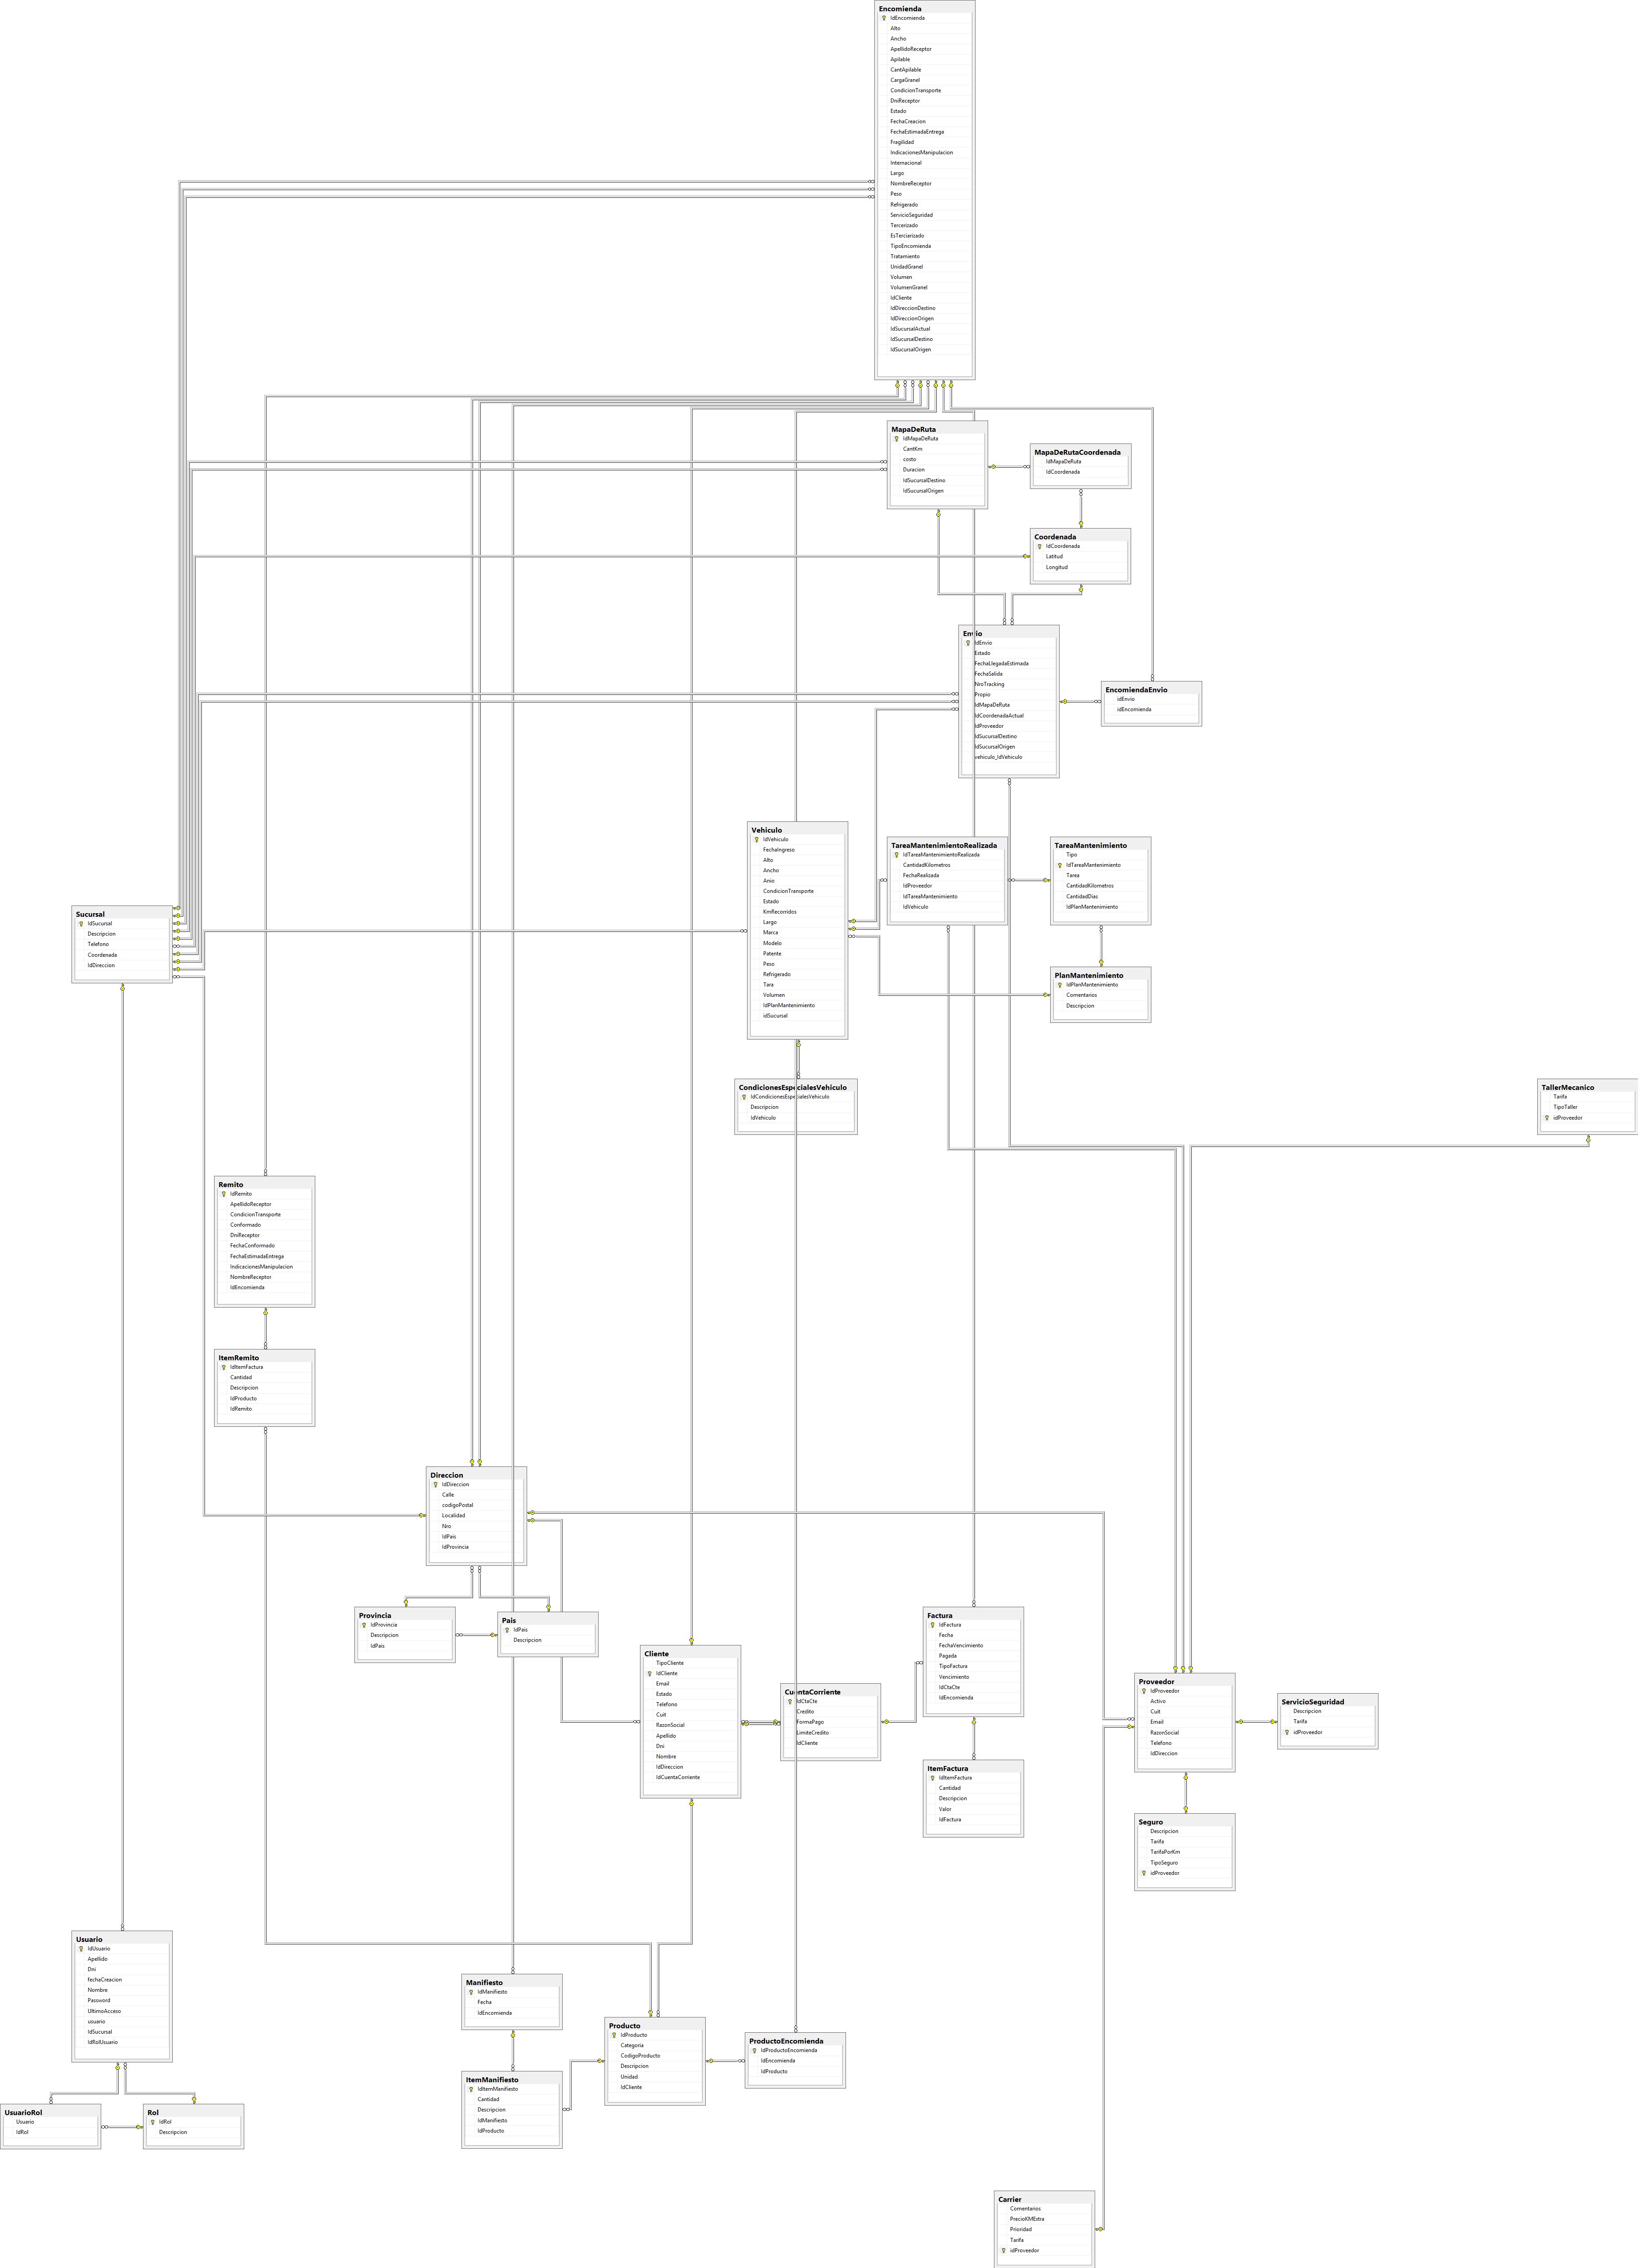 Encomienda
IdEncomienda
Alto
Ancho
ApellidoReceptor
Apilable
CantApilable
CargaGranel
CondicionTransporte
DniReceptor
Estado
FechaCreacion
FechaEstimadaEntrega
Fragilidad
IndicacionesManipulacion
Internacional
Largo
NombreReceptor
Peso
Refrigerado
ServicioSeguridad
Tercerizado
EsTerciarizado
TipoEncomienda
Tratamiento
UnidadGranel
Volumen
VolumenGranel
IdCliente
IdDireccionDestino
IdDireccionOrigen
IdSucursalActual
IdSucursalDestino
IdSucursalOrigen
MapaDeRuta
IdMapaDeRuta
CantKm
costo
Duracion
IdSucursalDestino
IdSucursalOrigen
MapaDeRutaCoordenada
IdMapaDeRuta
IdCoordenada
Coordenada
IdCoordenada
Latitud
Longitud
Envio
IdEnvio
Estado
FechaLlegadaEstimada
FechaSalida
NroTracking
Propio
IdMapaDeRuta
IdCoordenadaActual
IdProveedor
IdSucursalDestino
IdSucursalOrigen
vehiculo_IdVehiculo
EncomiendaEnvio
idEnvio
idEncomienda
Vehiculo
IdVehiculo
FechaIngreso
Alto
Ancho
Anio
CondicionTransporte
Estado
KmRecorridos
Largo
Marca
Modelo
Patente
Peso
Refrigerado
Tara
Volumen
IdPlanMantenimiento
idSucursal
TareaMantenimientoRealizada
IdTareaMantenimientoRealizada
CantidadKilometros
FechaRealizada
IdProveedor
IdTareaMantenimiento
IdVehiculo
TareaMantenimiento
Tipo
IdTareaMantenimiento
Tarea
CantidadKilometros
CantidadDias
IdPlanMantenimiento
Sucursal
IdSucursal
Descripcion
Telefono
Coordenada
IdDireccion
PlanMantenimiento
IdPlanMantenimiento
Comentarios
Descripcion
CondicionesEspecialesVehiculo
IdCondicionesEspecialesVehiculo
Descripcion
IdVehiculo
TallerMecanico
Tarifa
TipoTaller
idProveedor
Remito
IdRemito
ApellidoReceptor
CondicionTransporte
Conformado
DniReceptor
FechaConformado
FechaEstimadaEntrega
IndicacionesManipulacion
NombreReceptor
IdEncomienda
ItemRemito
IdItemFactura
Cantidad
Descripcion
IdProducto
IdRemito
Direccion
IdDireccion
Calle
codigoPostal
Localidad
Nro
IdPais
IdProvincia
Provincia
IdProvincia
Descripcion
IdPais
Pais
IdPais
Descripcion
Cliente
TipoCliente
IdCliente
Email
Estado
Telefono
Cuit
RazonSocial
Apellido
Dni
Nombre
IdDireccion
IdCuentaCorriente
CuentaCorriente
IdCtaCte
Credito
FormaPago
LimiteCredito
IdCliente
Factura
IdFactura
Fecha
FechaVencimiento
Pagada
TipoFactura
Vencimiento
IdCtaCte
IdEncomienda
ItemFactura
IdItemFactura
Cantidad
Descripcion
Valor
IdFactura
Proveedor
IdProveedor
Activo
Cuit
Email
RazonSocial
Telefono
IdDireccion
ServicioSeguridad
Descripcion
Tarifa
idProveedor
Seguro
Descripcion
Tarifa
TarifaPorKm
TipoSeguro
idProveedor
Usuario
IdUsuario
Apellido
Dni
FechaCreacion
Nombre
Password
UltimoAcceso
usuario
IdSucursal
IdRolUsuario
Manifiesto
IdManifiesto
Fecha
IdEncomienda
Producto
IdProducto
Categoria
CodigoProducto
Descripcion
Unidad
IdCliente
ProductoEncomienda
IdProductoEncomienda
IdEncomienda
IdProducto
ItemManifiesto
IdItemManifiesto
Cantidad
Descripcion
IdManifiesto
IdProducto
UsuarioRol
Usuario
IdRol
Rol
IdRol
Descripcion
Carrier
Comentarios
PrecioKMExtra
Prioridad
Tarifa
idProveedor